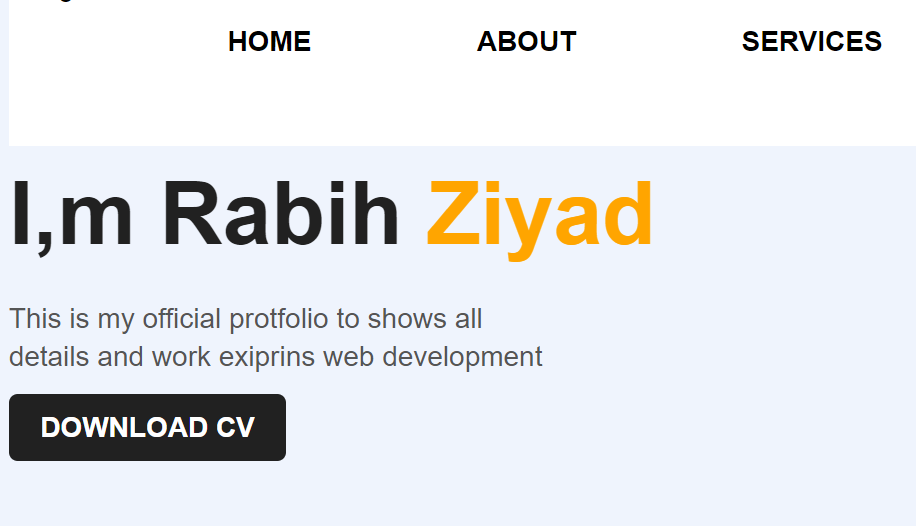 HOME ABOUT SERVICES
I,m Rabih Ziyad
This is my official protfolio to shows all
details and work exiprins web development
DOWNLOAD CV